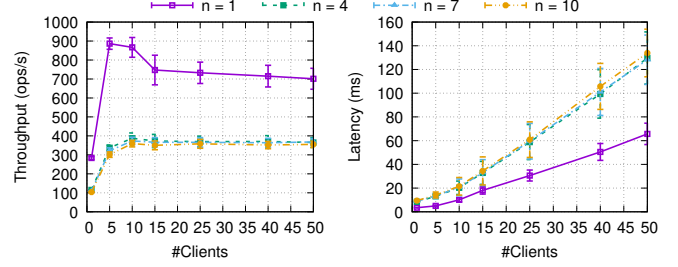 n = 1 n = 4 n = 7 n = 10
Throughput (ops/s)
1000
900
800
700
600
500
400
300
200
100
0
0 5 10 15 20 25 30 35 40 45 50
#Clients
Latency (ms)
160
140
120
100
80
60
40
20
0
0 5 10 15 20 25 30 35 40 45 50
#Clients